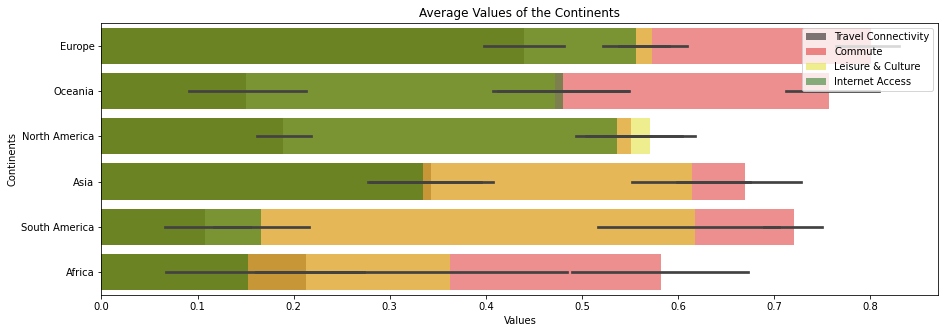 Average Values of the Continents
Travel Connectivity
Commute
Leisure & Culture
Internet Access
Continents
Europe
Oceania
North America
Asia
South America
Africa
0.0 0.1 0.2 0.3 0.4 0.5 0.6 0.7 0.8
Values